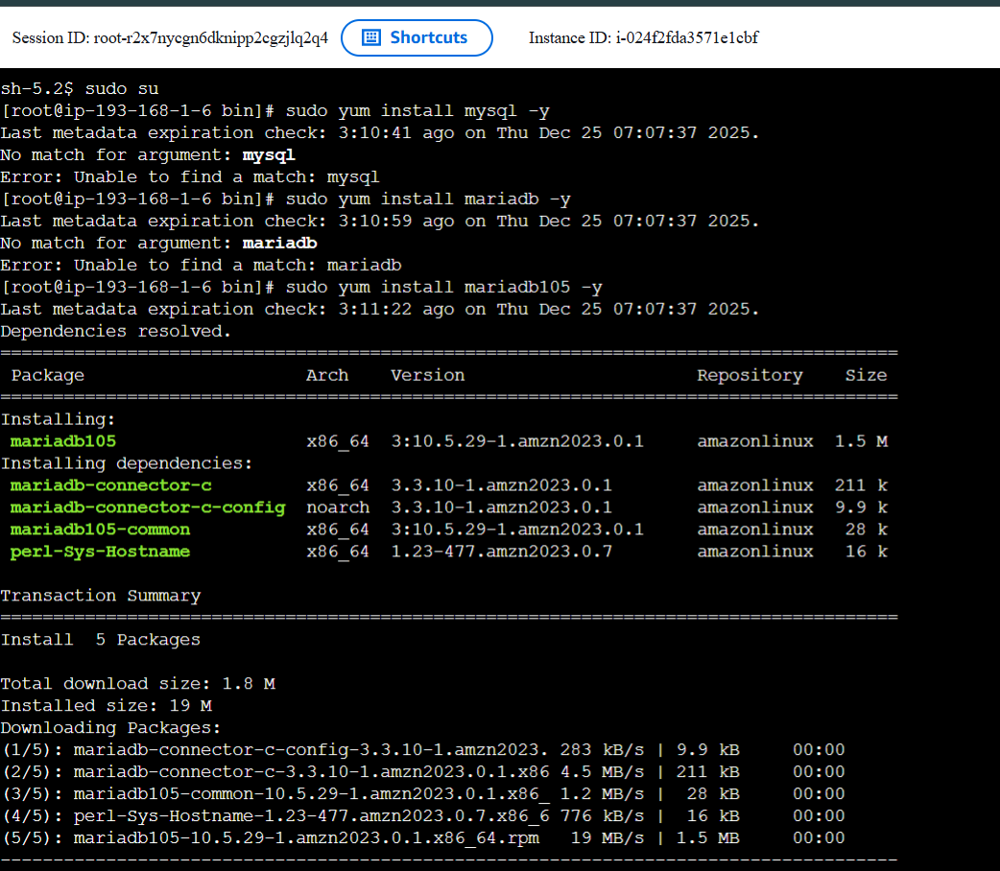 Session ID: root-r2x7nycgn6dknipp2cgzjlq2q4 Shortcuts Instance ID: i-024f2fda3571e1cbf
sh-5.2$ sudo su
[root@ip-193-168-1-6 bin]# sudo yum install mysql -y
Last metadata expiration check: 3:10:41 ago on Thu Dec 25 07:07:37 2025.
No match for argument: mysql
Error: Unable to find a match: mysql
[root@ip-193-168-1-6 bin]# sudo yum install mariadb -y
Last metadata expiration check: 3:10:59 ago on Thu Dec 25 07:07:37 2025.
No match for argument: mariadb
Error: Unable to find a match: mariadb
[root@ip-193-168-1-6 bin]# sudo yum install mariadb105 -y
Last metadata expiration check: 3:11:22 ago on Thu Dec 25 07:07:37 2025.
Dependencies resolved.
================================================================================
Package Arch Version Repository Size
================================================================================
Installing:
mariadb105 x86_64 3:10.5.29-1.amzn2023.0.1 amazonlinux 1.5 M
Installing dependencies:
mariadb-connector-c x86_64 3.3.10-1.amzn2023.0.1 amazonlinux 211 k
mariadb-connector-c-config noarch 3.3.10-1.amzn2023.0.1 amazonlinux 9.9 k
mariadb105-common x86_64 3:10.5.29-1.amzn2023.0.1 amazonlinux 28 k
perl-Sys-Hostname x86_64 1.23-477.amzn2023.0.7 amazonlinux 16 k
Transaction Summary
================================================================================
Install 5 Packages
Total download size: 1.8 M
Installed size: 19 M
Downloading Packages:
(1/5): mariadb-connector-c-config-3.3.10-1.amzn2023. 283 kB/s | 9.9 kB 00:00
(2/5): mariadb-connector-c-3.3.10-1.amzn2023.0.1.x86 4.5 MB/s | 211 kB 00:00
(3/5): mariadb105-common-10.5.29-1.amzn2023.0.1.x86_ 1.2 MB/s | 28 kB 00:00
(4/5): perl-Sys-Hostname-1.23-477.amzn2023.0.7.x86_6 776 kB/s | 16 kB 00:00
(5/5): mariadb105-10.5.29-1.amzn2023.0.1.x86_64.rpm 19 MB/s | 1.5 MB 00:00
--------------------------------------------------------------------------------